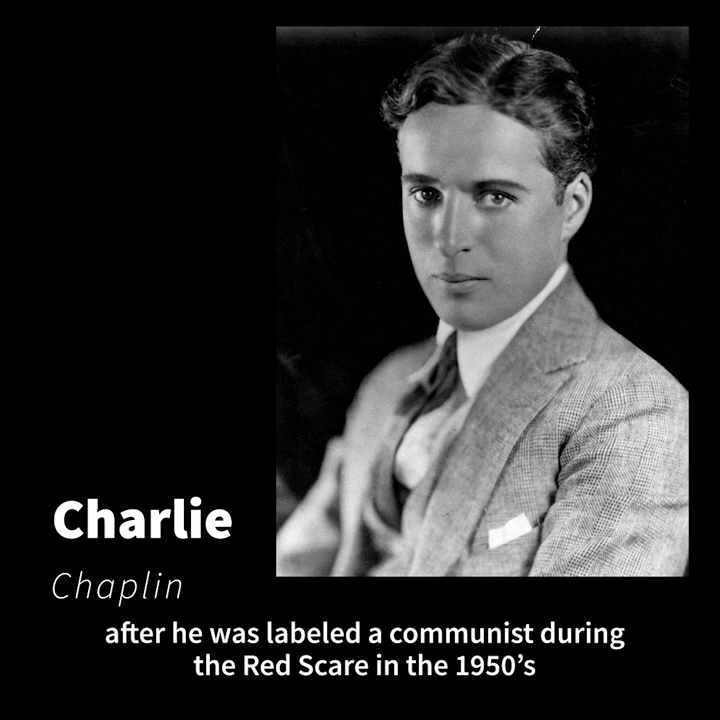 Charlie
Chaplin
after he was labeled a communist during
the Red Scare in the 1950’s